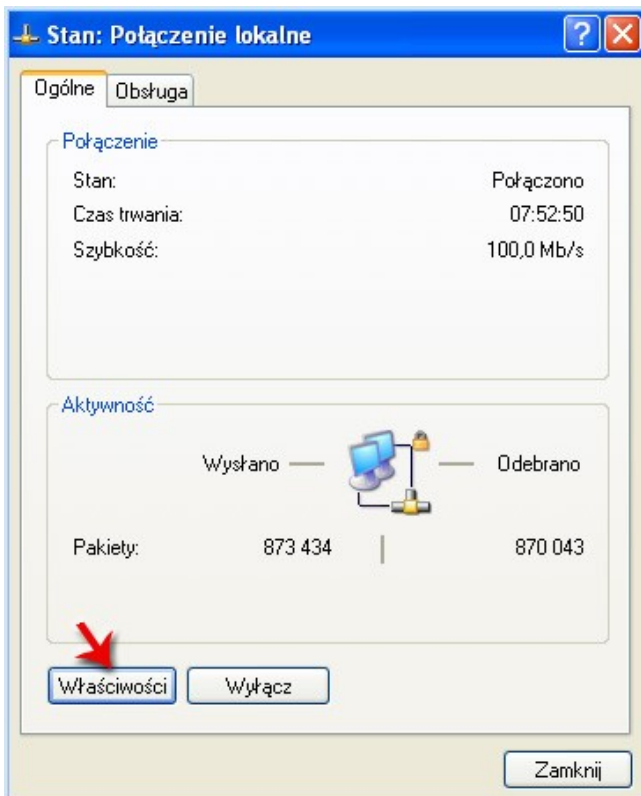 Stan: Połączenie lokalne
Ogólne Obsługa
Połączenie
Stan: Połączono
Czas trwania: 07:52:50
Szybkość: 100,0 Mb/s
Aktywność
Wysłano — — Odebrano
Pakiety: 873 434 | 870 043
Właściwości Wyłącz
Zamknij